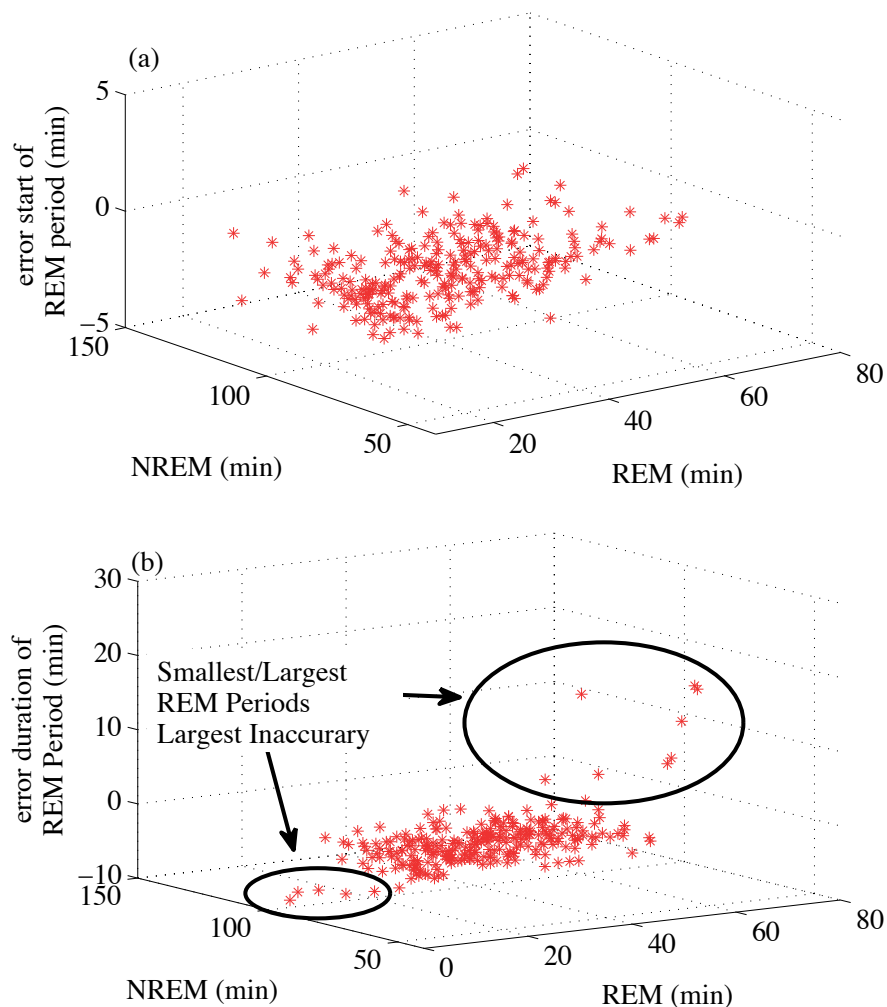 (a)
error start of
REM period (min)
5
0
−5
150
100
50
NREM (min)
20
40
60
80
REM (min)
(b)
error duration of
REM Period (min)
30
20
10
0
−10
Smallest/Largest
REM Periods
Largest Inaccurary
150
100
50
NREM (min)
0
20
40
60
80
REM (min)